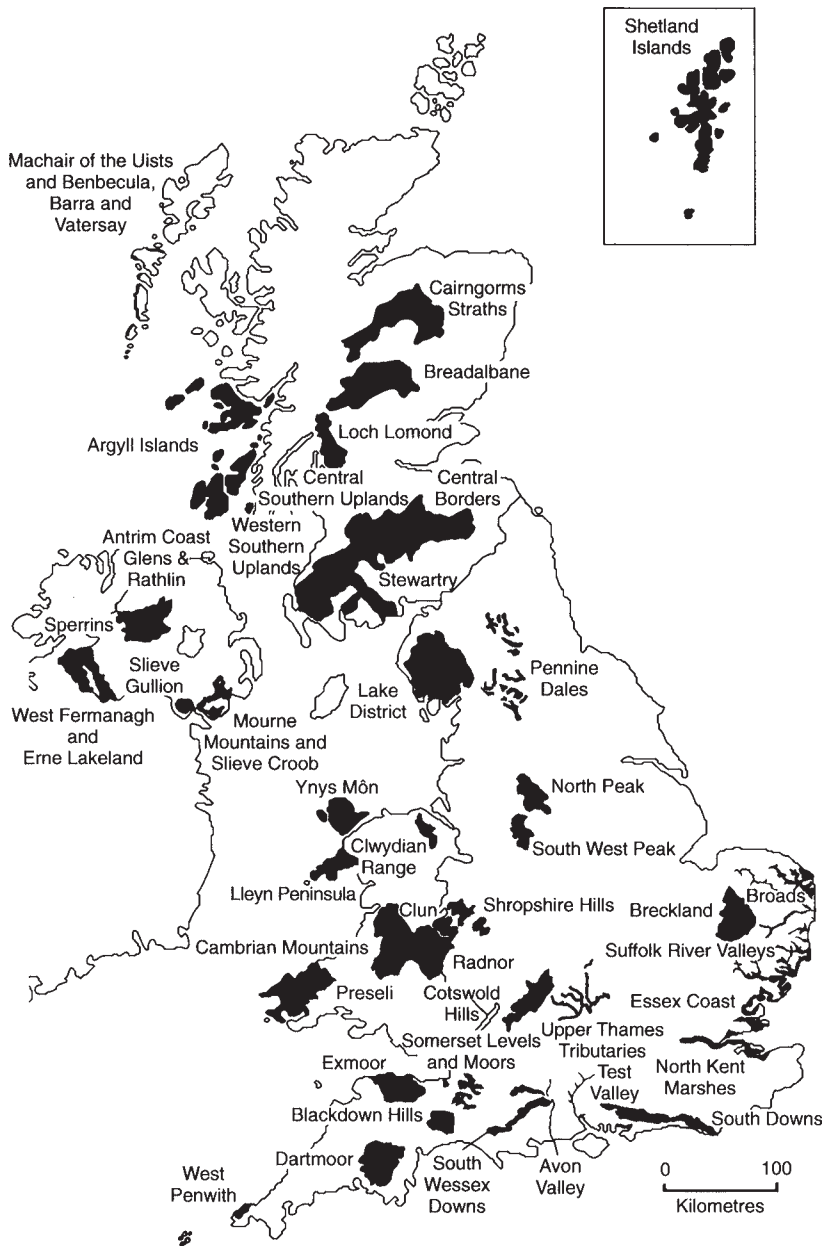 Shetland
Islands
Machair of the Uists
and Benbecula,
Barra and
Vatersay
Cairngorms
Straths
Breadalbane
Argyll Islands
Loch Lomond
Central
Southern Uplands
Central
Borders
Western
Southern
Uplands
Antrim Coast
Glens &
Rathlin
Stewartry
Sperrins
Slieve
Gullion
West Fermanagh
and
Erne Lakeland
Mourne
Mountains and
Slieve Croob
Lake
District
Pennine
Dales
Ynys Môn
North Peak
Clwydian
Range
South West Peak
Lleyn Peninsula
Clun
Shropshire Hills
Breckland
Broads
Cambrian Mountains
Radnor
Suffolk River Valleys
Preseli
Cotswold
Hills
Essex Coast
Somerset Levels
and Moors
Upper Thames
Tributaries
Exmoor
Test
Valley
North Kent
Marshes
Blackdown Hills
South Downs
Dartmoor
West
Penwith
South
Wessex
Downs
Avon
Valley
0 100
Kilometres